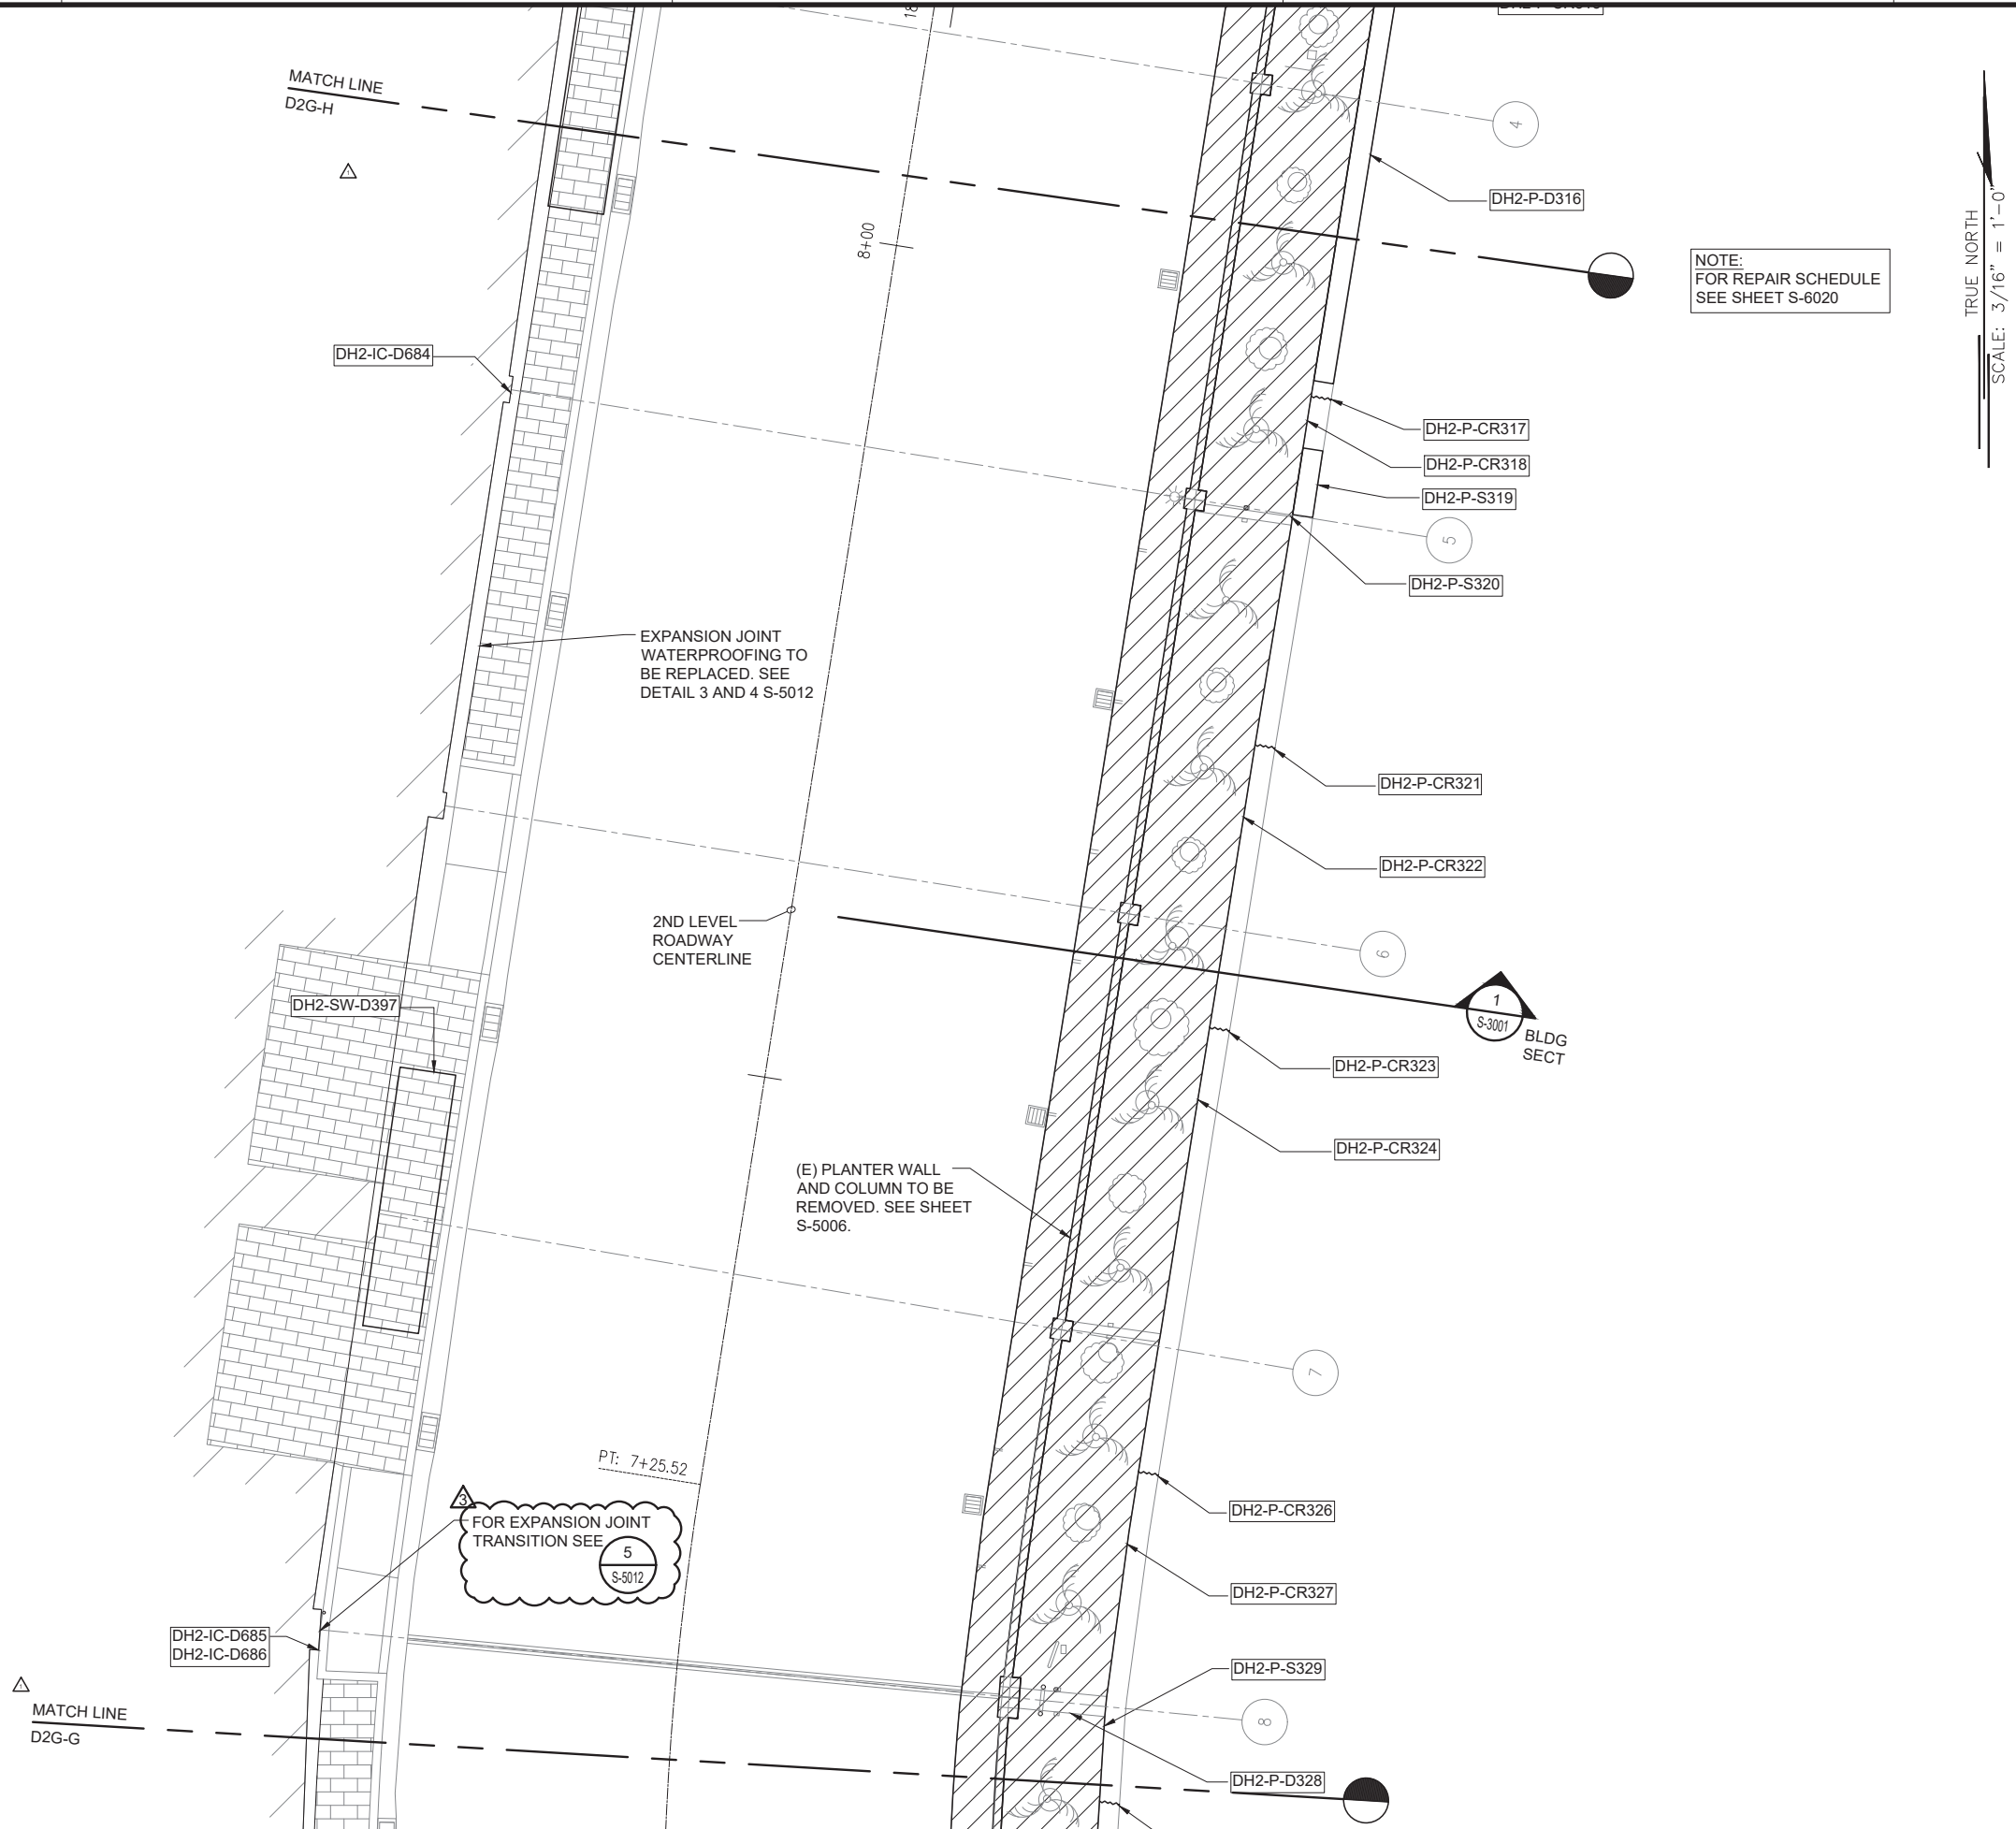 18
MATCH LINE
D2G-H
1
4
DH2-P-D316
8+00
NOTE:
FOR REPAIR SCHEDULE
SEE SHEET S-6020
TRUE NORTH
SCALE: 3/16" = 1'-0"
DH2-IC-D684
DH2-P-CR317
DH2-P-CR318
DH2-P-S319
5
DH2-P-S320
EXPANSION JOINT
WATERPROOFING TO
BE REPLACED. SEE
DETAIL 3 AND 4 S-5012
DH2-P-CR321
DH2-P-CR322
2ND LEVEL
ROADWAY
CENTERLINE
6
DH2-SW-D397
1
S-3001
BLDG
SECT
DH2-P-CR323
DH2-P-CR324
(E) PLANTER WALL
AND COLUMN TO BE
REMOVED. SEE SHEET
S-5006.
7
PT: 7+25.52
3
FOR EXPANSION JOINT
TRANSITION SEE
5
S-5012
DH2-P-CR326
DH2-P-CR327
DH2-IC-D685
DH2-IC-D686
DH2-P-S329
8
1
MATCH LINE
D2G-G
DH2-P-D328